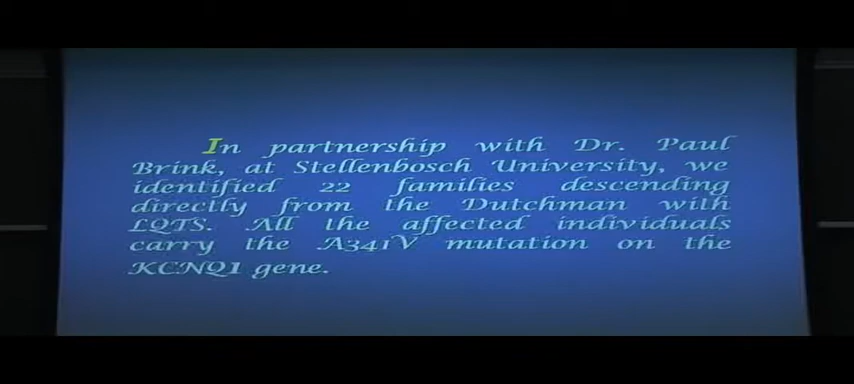 In partnership with Dr. Paul
Brink, at Stellenbosch University, we
identified 22 families descending
directly from the Dutchman with
LQTS. All the affected individuals
carry the A341V mutation on the
KCNQ1 gene.